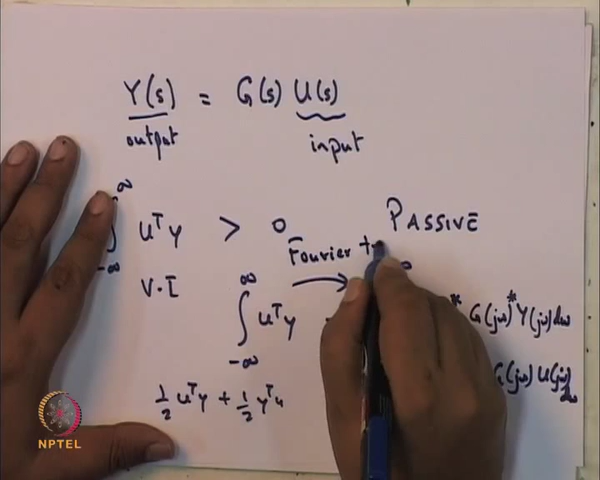 Y(s) = G(s) U(s)
output input
∞
∫ uᵀy > 0 PASSIVE
-∞
V·I
Fourier
∞
∫ uᵀy
-∞
* G(jω)* Y(jω)dω
G(jω) U(jω)
dω
½ uᵀy + ½ yᵀu
NPTEL